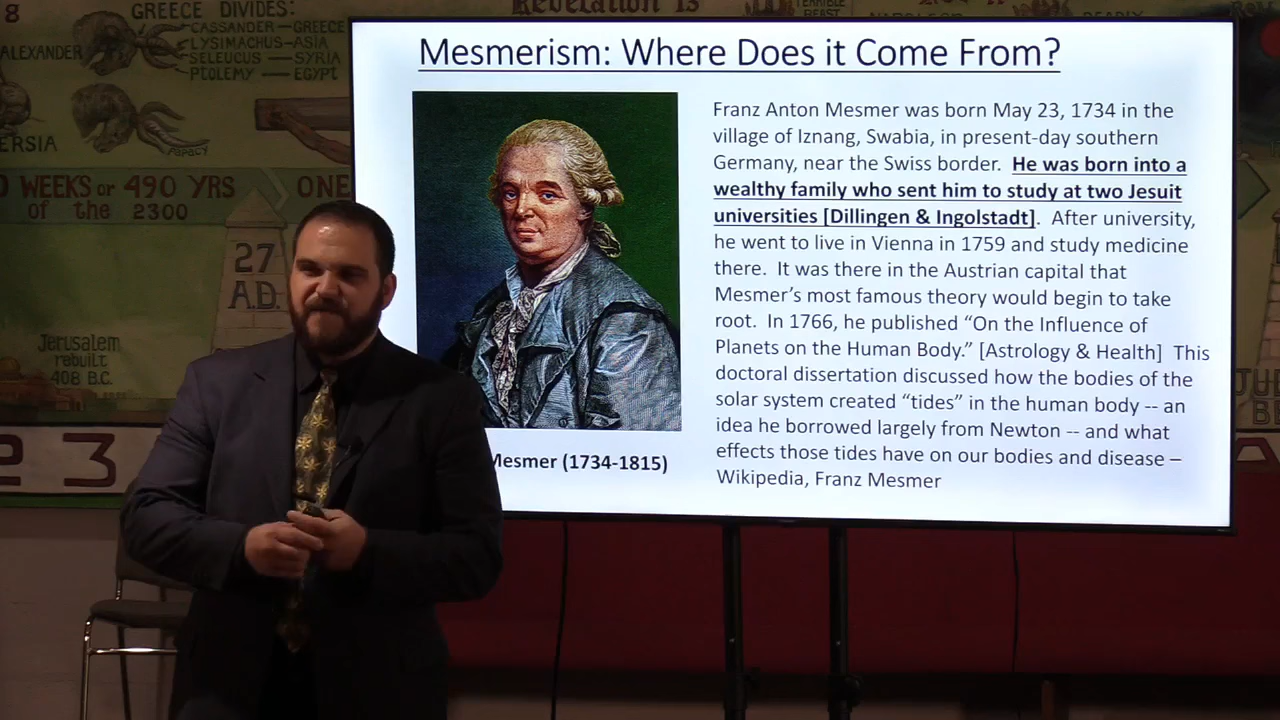 8
GREECE DIVIDES:
CASSANDER—GREECE
LYSIMACHUS—ASIA
SELEUCUS—SYRIA
PTOLEMY—EGYPT
ALEXANDER
ERSIA
PAPACY
0 WEEKS or 490 YRS
of the 2300
ONE
27
A.D.
Jerusalem
rebuilt
408 B.C.
2 3
Revelation 13
TERRIBLE
BEAST
DEADLY
Mesmerism: Where Does it Come From?
Franz Anton Mesmer was born May 23, 1734 in the
village of Iznang, Swabia, in present-day southern
Germany, near the Swiss border. He was born into a
wealthy family who sent him to study at two Jesuit
universities [Dillingen & Ingolstadt]. After university,
he went to live in Vienna in 1759 and study medicine
there. It was there in the Austrian capital that
Mesmer's most famous theory would begin to take
root. In 1766, he published “On the Influence of
Planets on the Human Body.” [Astrology & Health] This
doctoral dissertation discussed how the bodies of the
solar system created “tides” in the human body -- an
idea he borrowed largely from Newton -- and what
effects those tides have on our bodies and disease –
Wikipedia, Franz Mesmer
Mesmer (1734-1815)